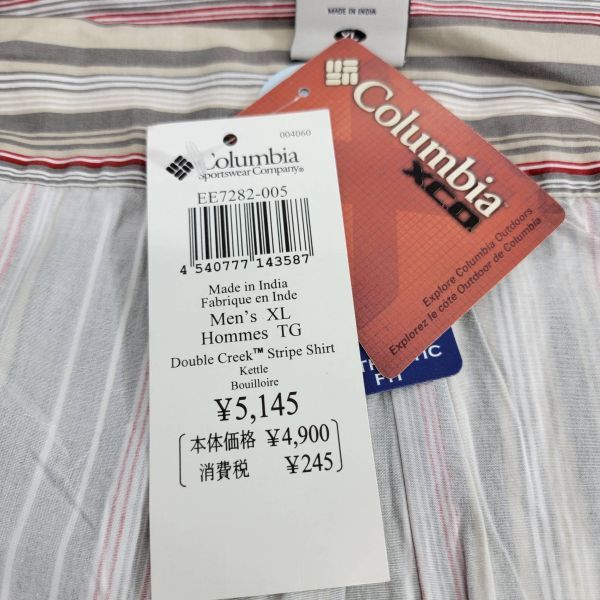 MADE IN INDIA
XL
Columbia
XCO
Explore Columbia Outdoors
Explorez le côté Outdoor de Columbia
004060
Columbia
Sportswear Company®
EE7282-005
4 540777 143587
Made in India
Fabrique en Inde
Men's XL
Hommes TG
Double Creek™ Stripe Shirt
Kettle
Bouilloire
¥5,145
本体価格 ¥4,900
消費税 ¥245
FIT